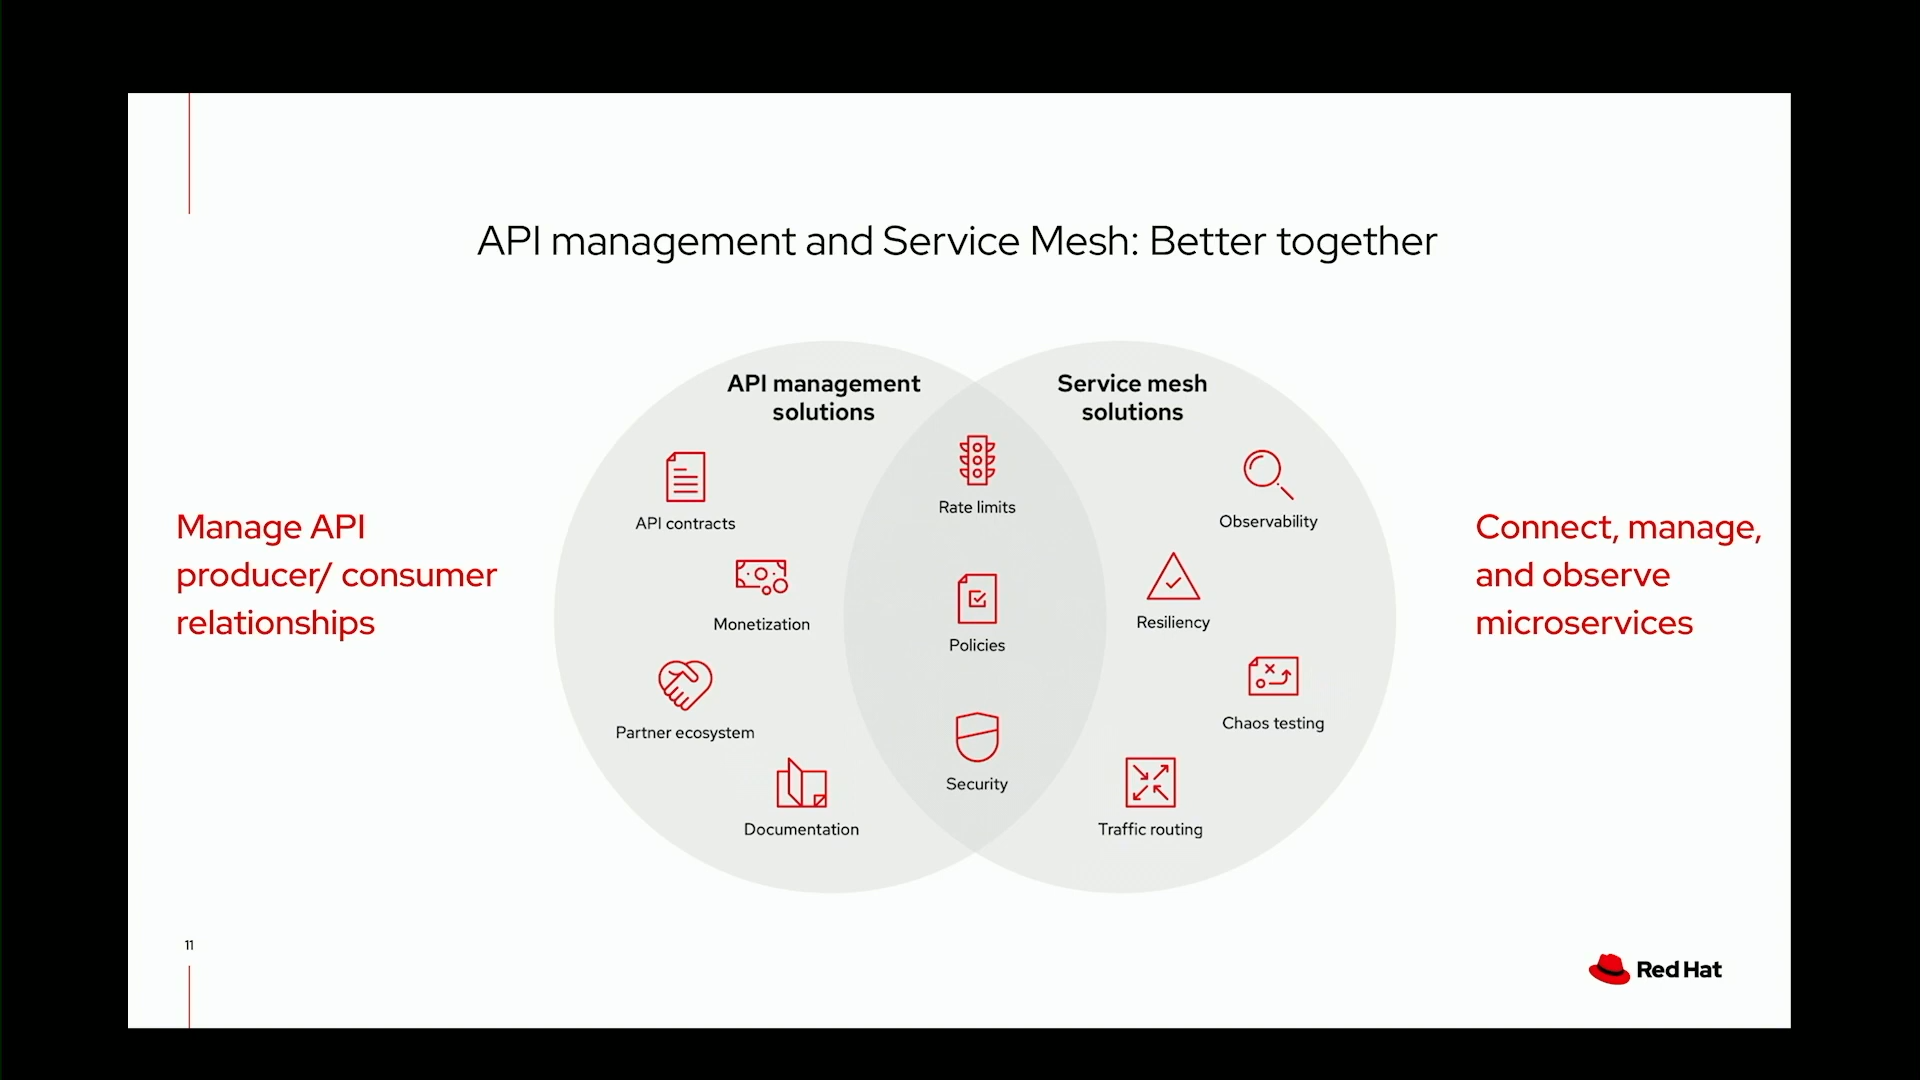 API management and Service Mesh: Better together
Manage API
producer/ consumer
relationships
API management
solutions
API contracts
Monetization
Partner ecosystem
Documentation
Rate limits
Policies
Security
Service mesh
solutions
Observability
Resiliency
Chaos testing
Traffic routing
Connect, manage,
and observe
microservices
11
Red Hat